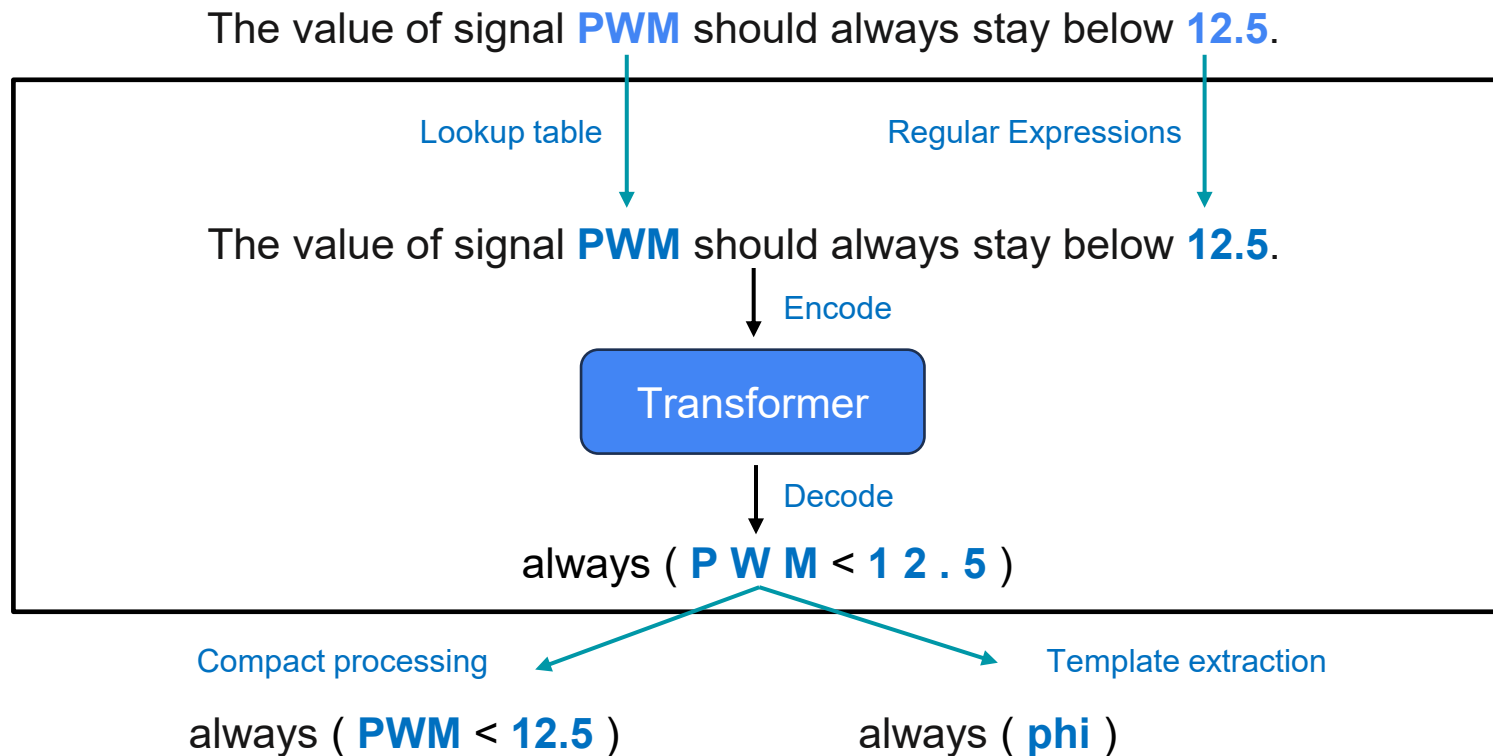 The value of signal PWM should always stay below 12.5.
Lookup table
Regular Expressions
The value of signal PWM should always stay below 12.5.
Encode
Transformer
Decode
always ( P W M < 1 2 . 5 )
Compact processing
Template extraction
always ( PWM < 12.5 )
always ( phi )